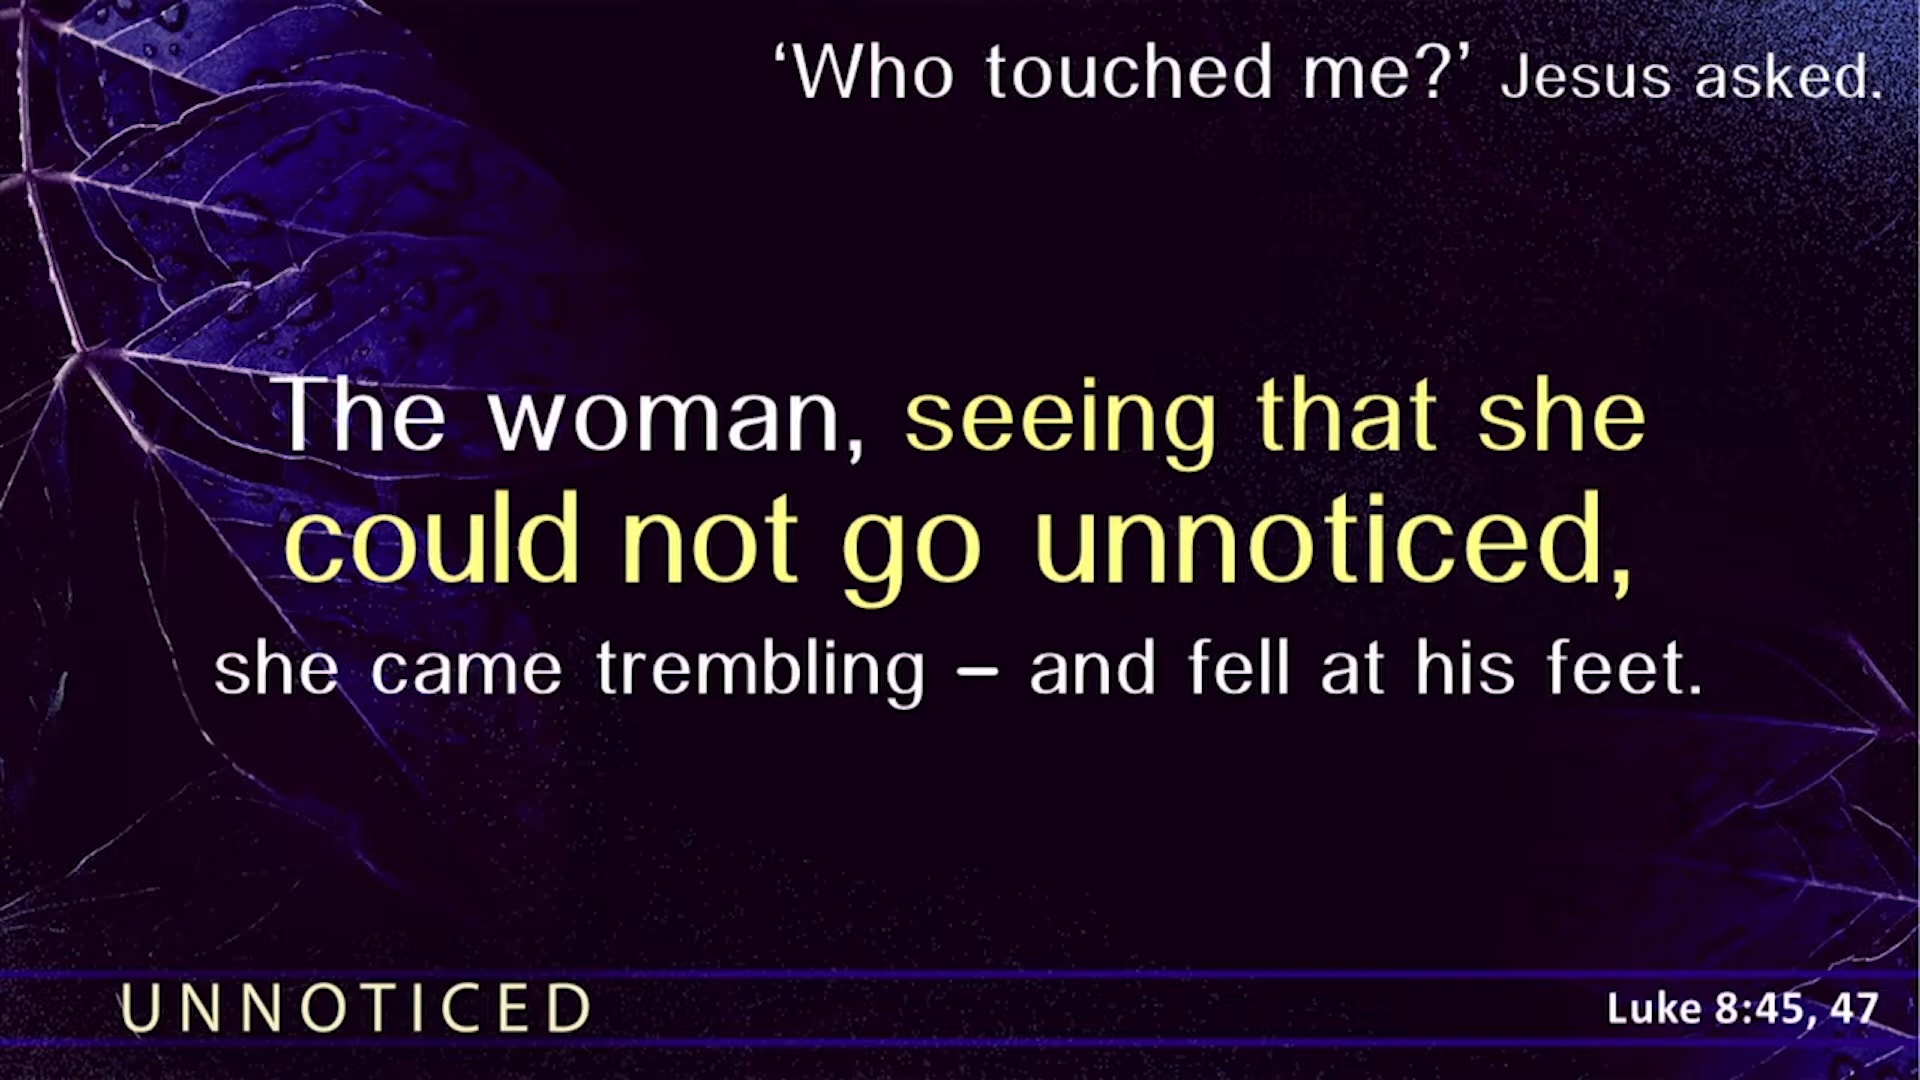 ‘Who touched me?’ Jesus asked.
The woman, seeing that she
could not go unnoticed,
she came trembling – and fell at his feet.
UNNOTICED
Luke 8:45, 47